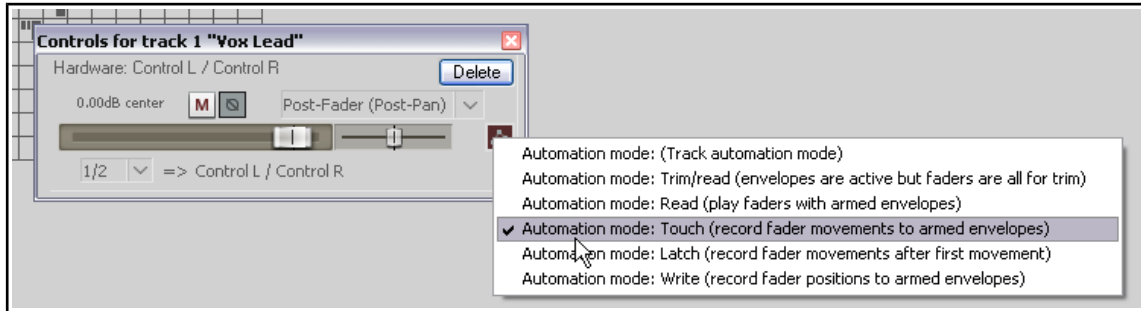 Controls for track 1 "Vox Lead"
Hardware: Control L / Control R
Delete
0.00dB center
M
Post-Fader (Post-Pan)
1/2
=> Control L / Control R
Automation mode: (Track automation mode)
Automation mode: Trim/read (envelopes are active but faders are all for trim)
Automation mode: Read (play faders with armed envelopes)
Automation mode: Touch (record fader movements to armed envelopes)
Automation mode: Latch (record fader movements after first movement)
Automation mode: Write (record fader positions to armed envelopes)